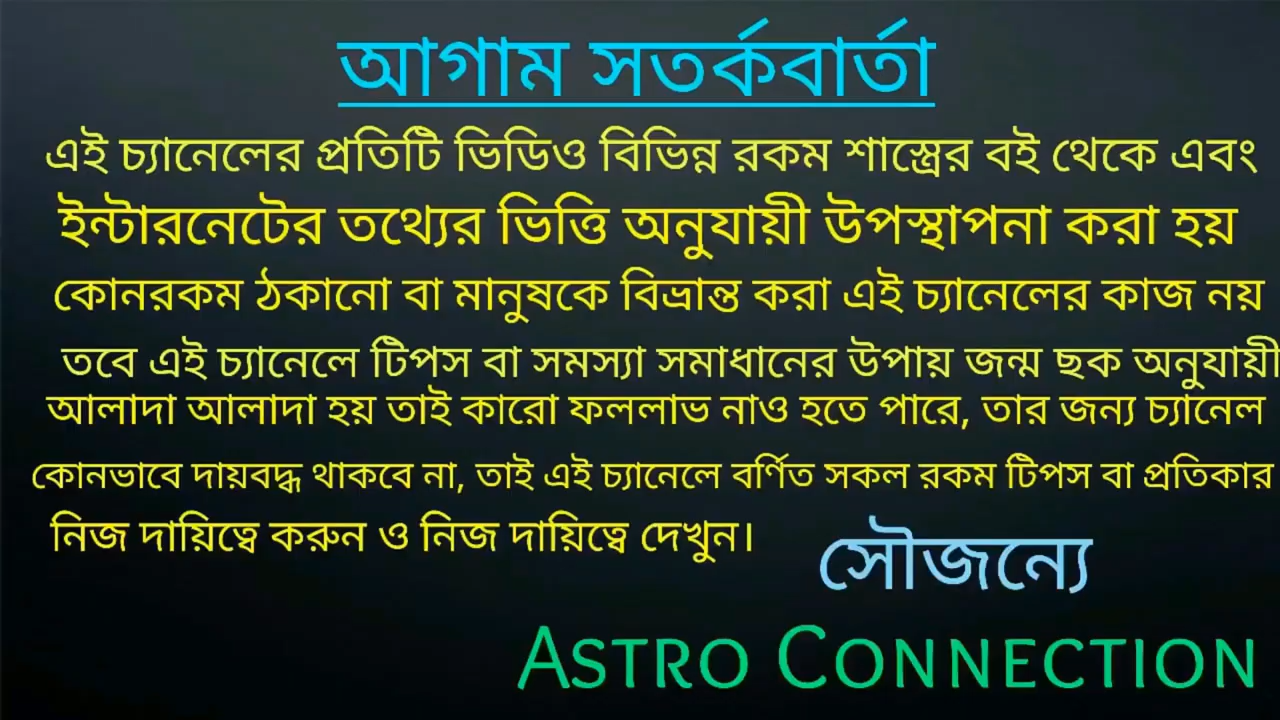 আগাম সতর্কবার্তা
এই চ্যানেলের প্রতিটি ভিডিও বিভিন্ন রকম শাস্ত্রের বই থেকে এবং
ইন্টারনেটের তথ্যের ভিত্তি অনুযায়ী উপস্থাপনা করা হয়
কোনরকম ঠকানো বা মানুষকে বিভ্রান্ত করা এই চ্যানেলের কাজ নয়
তবে এই চ্যানেলে টিপস বা সমস্যা সমাধানের উপায় জন্ম ছক অনুযায়ী
আলাদা আলাদা হয় তাই কারো ফললাভ নাও হতে পারে, তার জন্য চ্যানেল
কোনভাবে দায়বদ্ধ থাকবে না, তাই এই চ্যানেলে বর্ণিত সকল রকম টিপস বা প্রতিকার
নিজ দায়িত্বে করুন ও নিজ দায়িত্বে দেখুন।
সৌজন্যে
ASTRO CONNECTION